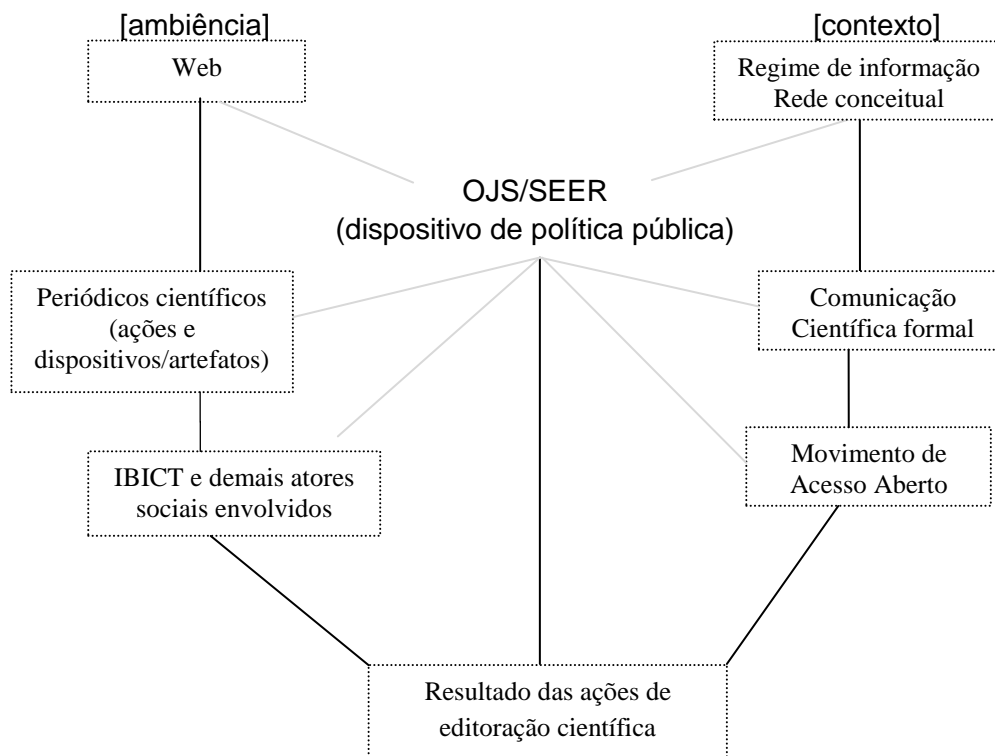 [ambiência]
Web
[contexto]
Regime de informação
Rede conceitual
OJS/SEER
(dispositivo de política pública)
Periódicos científicos
(ações e
dispositivos/artefatos)
Comunicação
Científica formal
IBICT e demais atores
sociais envolvidos
Movimento de
Acesso Aberto
Resultado das ações de
editoração científica